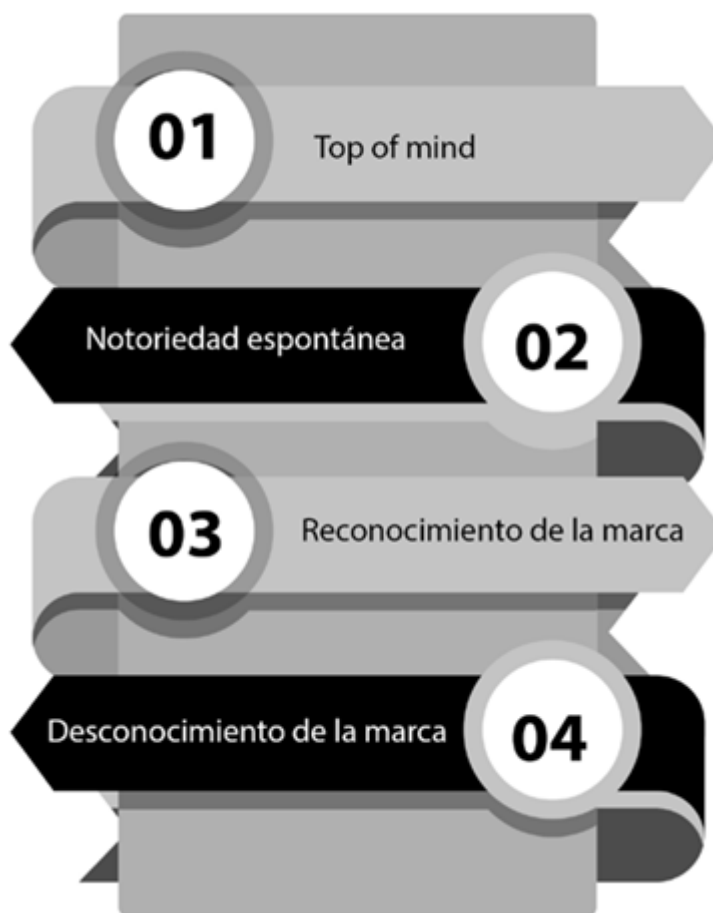 01
Top of mind
Notoriedad espontánea
02
03
Reconocimiento de la marca
Desconocimiento de la marca
04